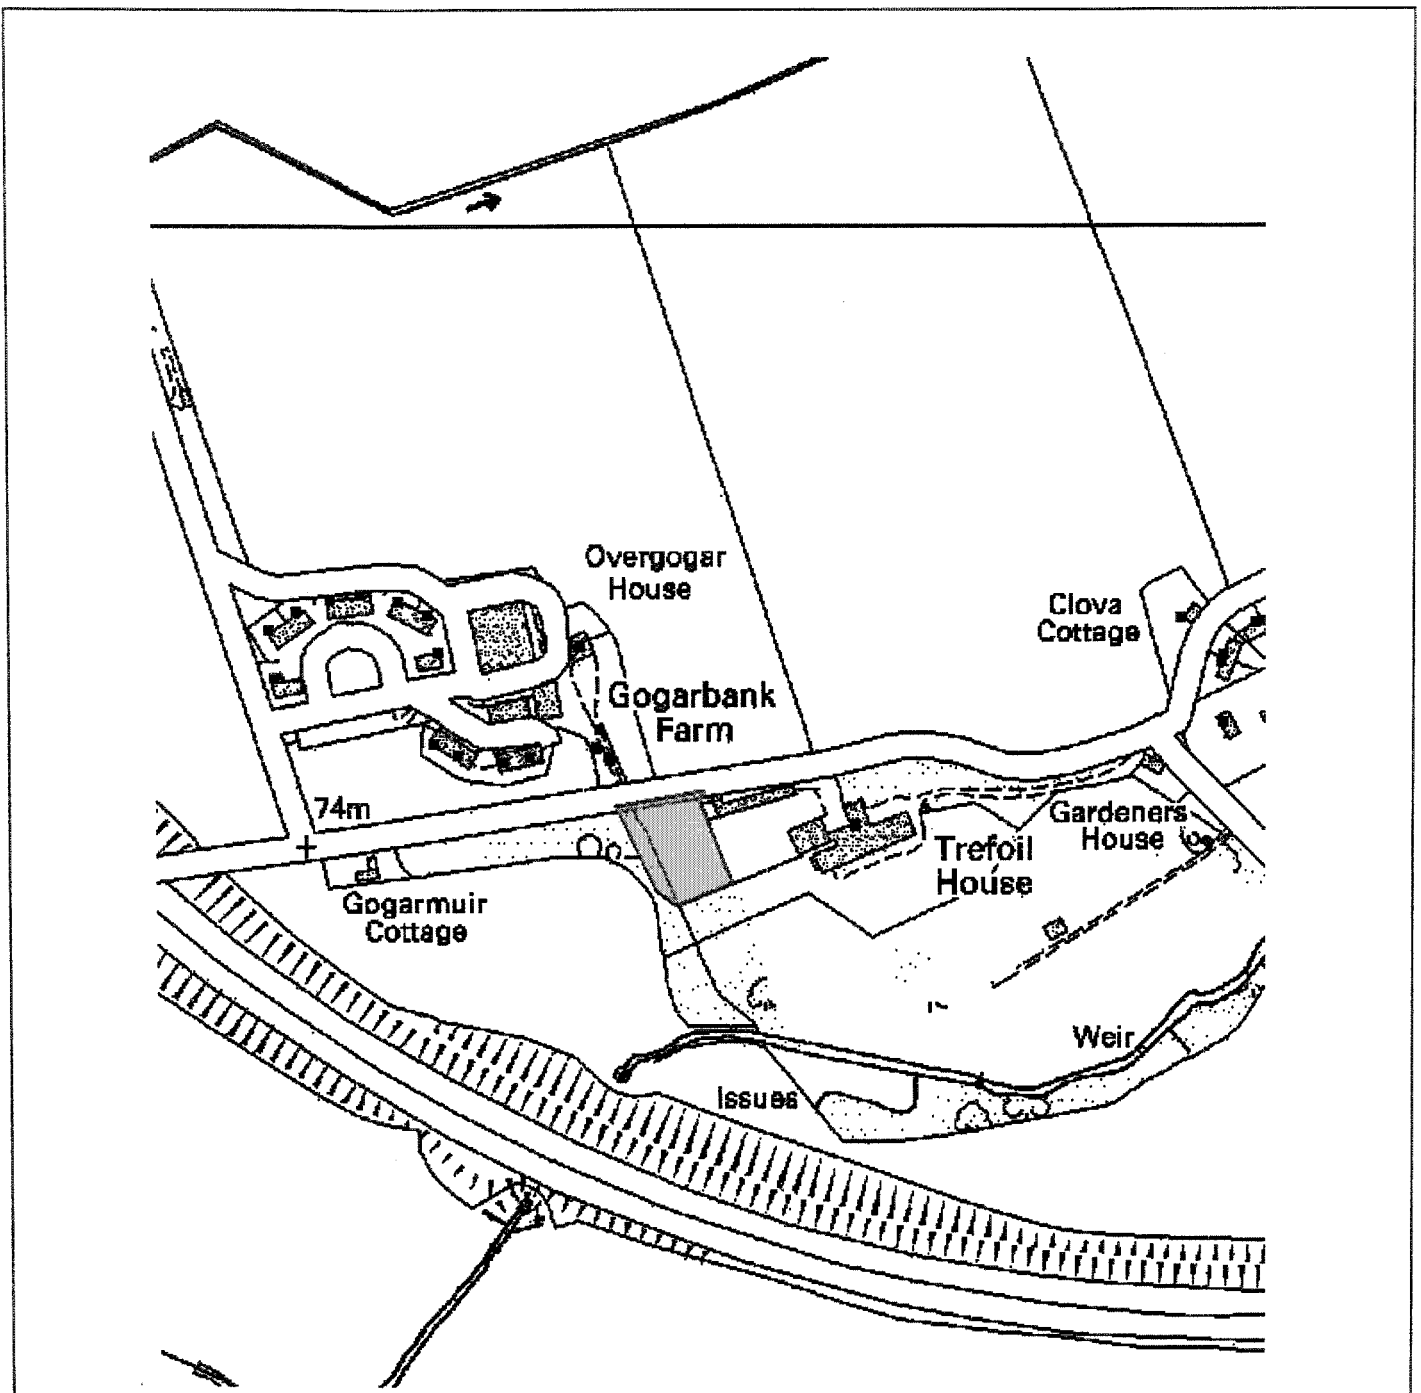 Overgogar
House
Clova
Cottage
Gogarbank
Farm
74m
Gardeners
House
Trefoil
House
Gogarmuir
Cottage
Weir
Issues